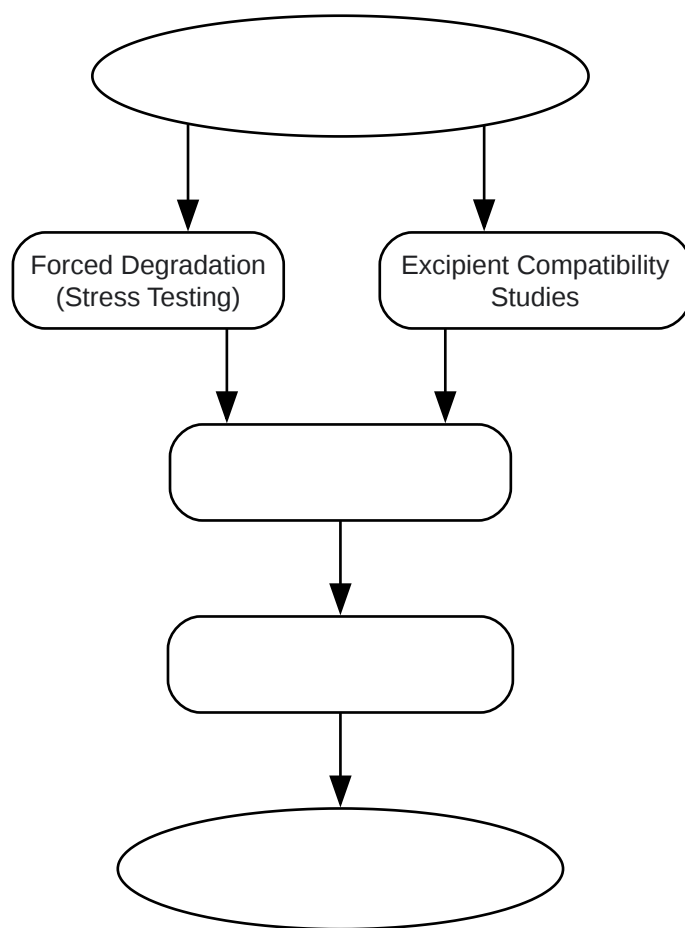 Forced Degradation
(Stress Testing)
Excipient Compatibility
Studies